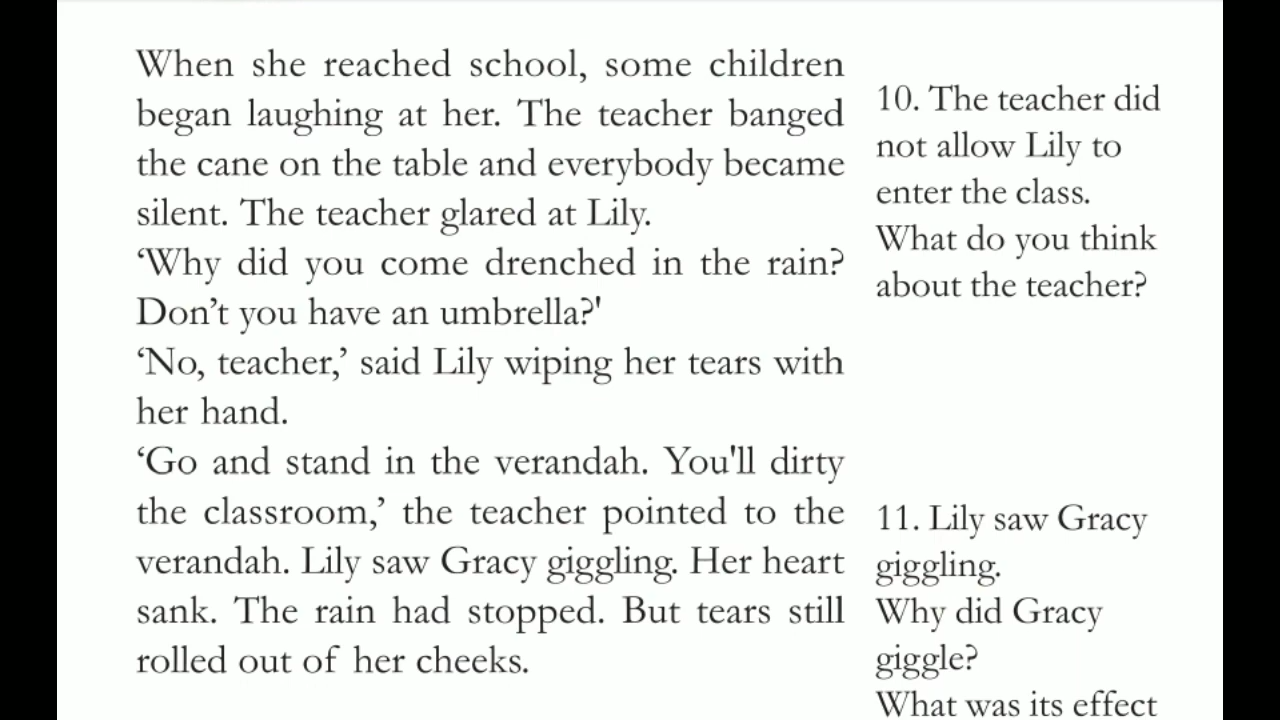 When she reached school, some children
began laughing at her. The teacher banged
the cane on the table and everybody became
silent. The teacher glared at Lily.
‘Why did you come drenched in the rain?
Don’t you have an umbrella?'
‘No, teacher,’ said Lily wiping her tears with
her hand.
‘Go and stand in the verandah. You'll dirty
the classroom,’ the teacher pointed to the
verandah. Lily saw Gracy giggling. Her heart
sank. The rain had stopped. But tears still
rolled out of her cheeks.
10. The teacher did
not allow Lily to
enter the class.
What do you think
about the teacher?
11. Lily saw Gracy
giggling.
Why did Gracy
giggle?
What was its effect